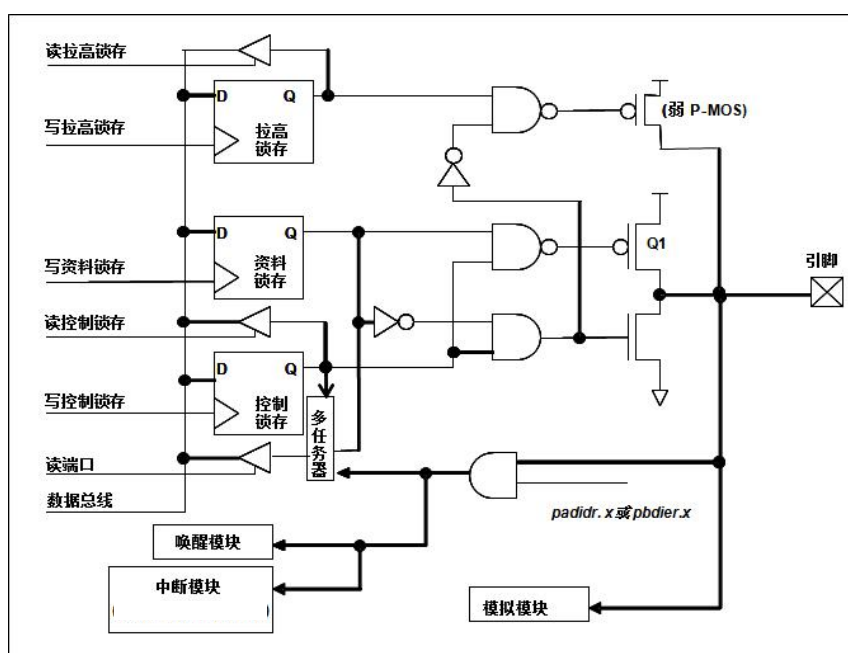 读拉高锁存
D Q
(弱 P-MOS)
写拉高锁存
拉高
锁存
D Q
Q1
写资料锁存
资料
锁存
引脚
读控制锁存
D Q
写控制锁存
控制
锁存
多任务器
读端口
数据总线
padidr.x或pbdier.x
唤醒模块
中断模块
模拟模块